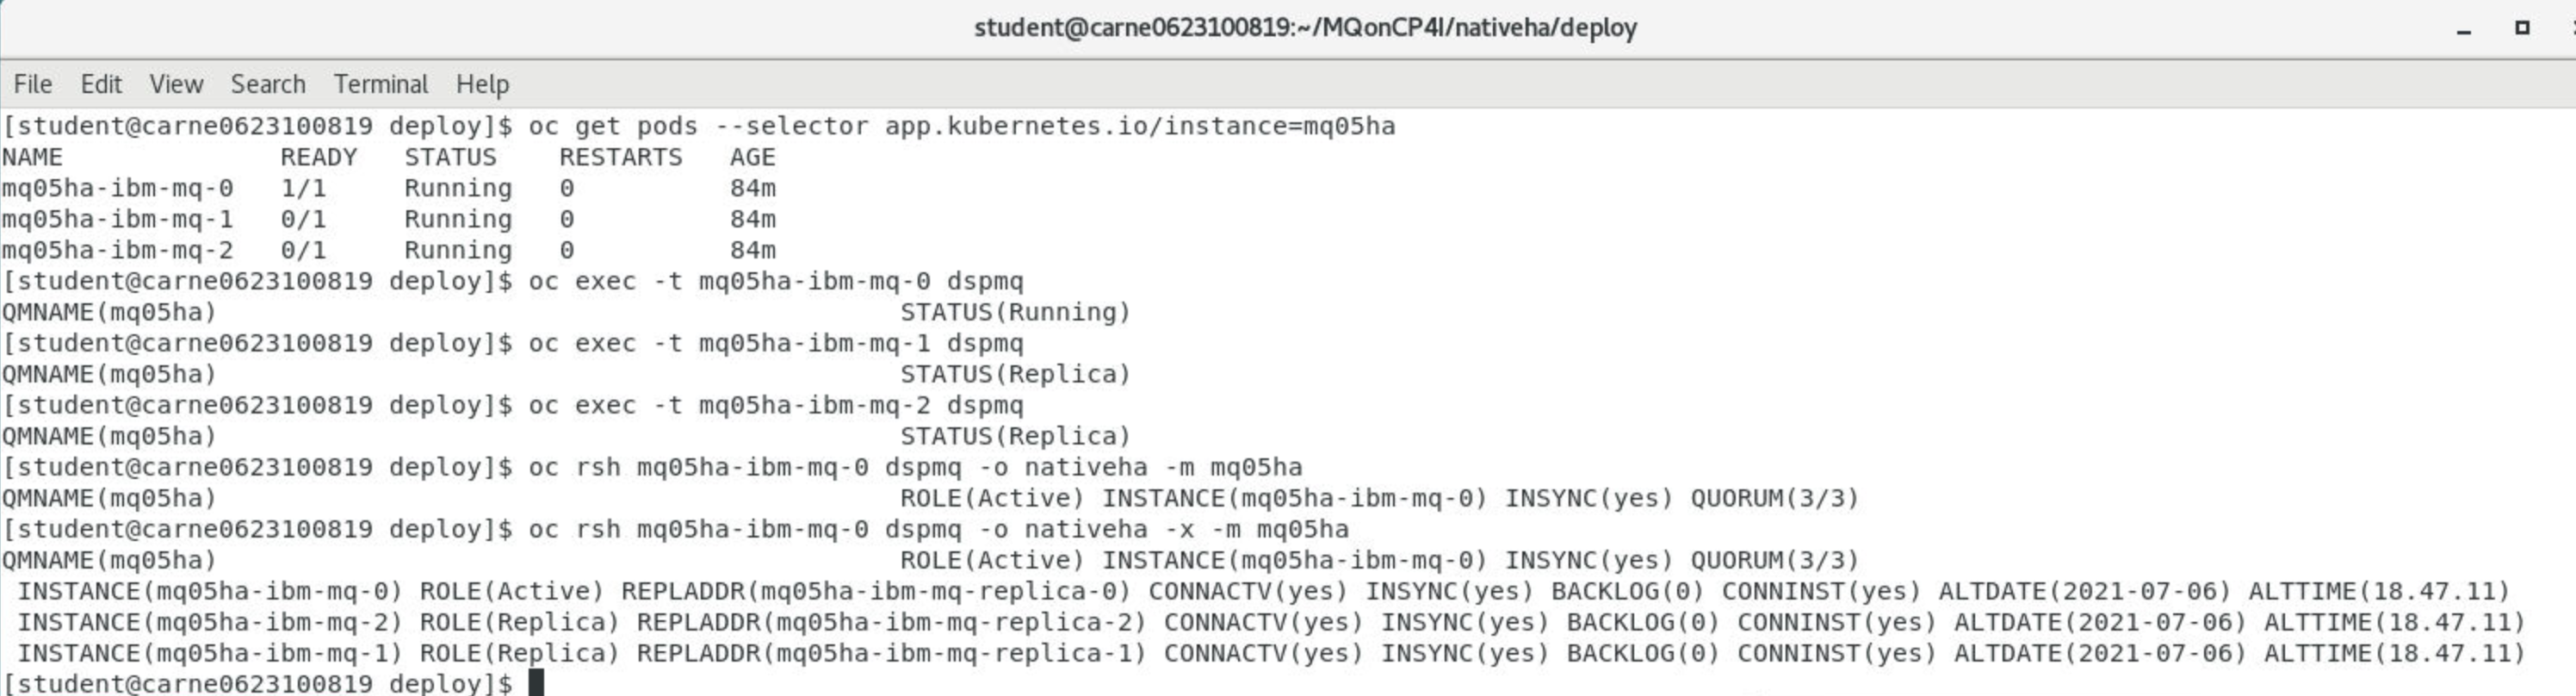 student@carne0623100819:~/MQonCP4I/nativeha/deploy
File Edit View Search Terminal Help
[student@carne0623100819 deploy]$ oc get pods --selector app.kubernetes.io/instance=mq05ha
NAME READY STATUS RESTARTS AGE
mq05ha-ibm-mq-0 1/1 Running 0 84m
mq05ha-ibm-mq-1 0/1 Running 0 84m
mq05ha-ibm-mq-2 0/1 Running 0 84m
[student@carne0623100819 deploy]$ oc exec -t mq05ha-ibm-mq-0 dspmq
QMNAME(mq05ha) STATUS(Running)
[student@carne0623100819 deploy]$ oc exec -t mq05ha-ibm-mq-1 dspmq
QMNAME(mq05ha) STATUS(Replica)
[student@carne0623100819 deploy]$ oc exec -t mq05ha-ibm-mq-2 dspmq
QMNAME(mq05ha) STATUS(Replica)
[student@carne0623100819 deploy]$ oc rsh mq05ha-ibm-mq-0 dspmq -o nativeha -m mq05ha
QMNAME(mq05ha) ROLE(Active) INSTANCE(mq05ha-ibm-mq-0) INSYNC(yes) QUORUM(3/3)
[student@carne0623100819 deploy]$ oc rsh mq05ha-ibm-mq-0 dspmq -o nativeha -x -m mq05ha
QMNAME(mq05ha) ROLE(Active) INSTANCE(mq05ha-ibm-mq-0) INSYNC(yes) QUORUM(3/3)
INSTANCE(mq05ha-ibm-mq-0) ROLE(Active) REPLADDR(mq05ha-ibm-mq-replica-0) CONNACTV(yes) INSYNC(yes) BACKLOG(0) CONNINST(yes) ALTDATE(2021-07-06) ALTTIME(18.47.11)
INSTANCE(mq05ha-ibm-mq-2) ROLE(Replica) REPLADDR(mq05ha-ibm-mq-replica-2) CONNACTV(yes) INSYNC(yes) BACKLOG(0) CONNINST(yes) ALTDATE(2021-07-06) ALTTIME(18.47.11)
INSTANCE(mq05ha-ibm-mq-1) ROLE(Replica) REPLADDR(mq05ha-ibm-mq-replica-1) CONNACTV(yes) INSYNC(yes) BACKLOG(0) CONNINST(yes) ALTDATE(2021-07-06) ALTTIME(18.47.11)
[student@carne0623100819 deploy]$